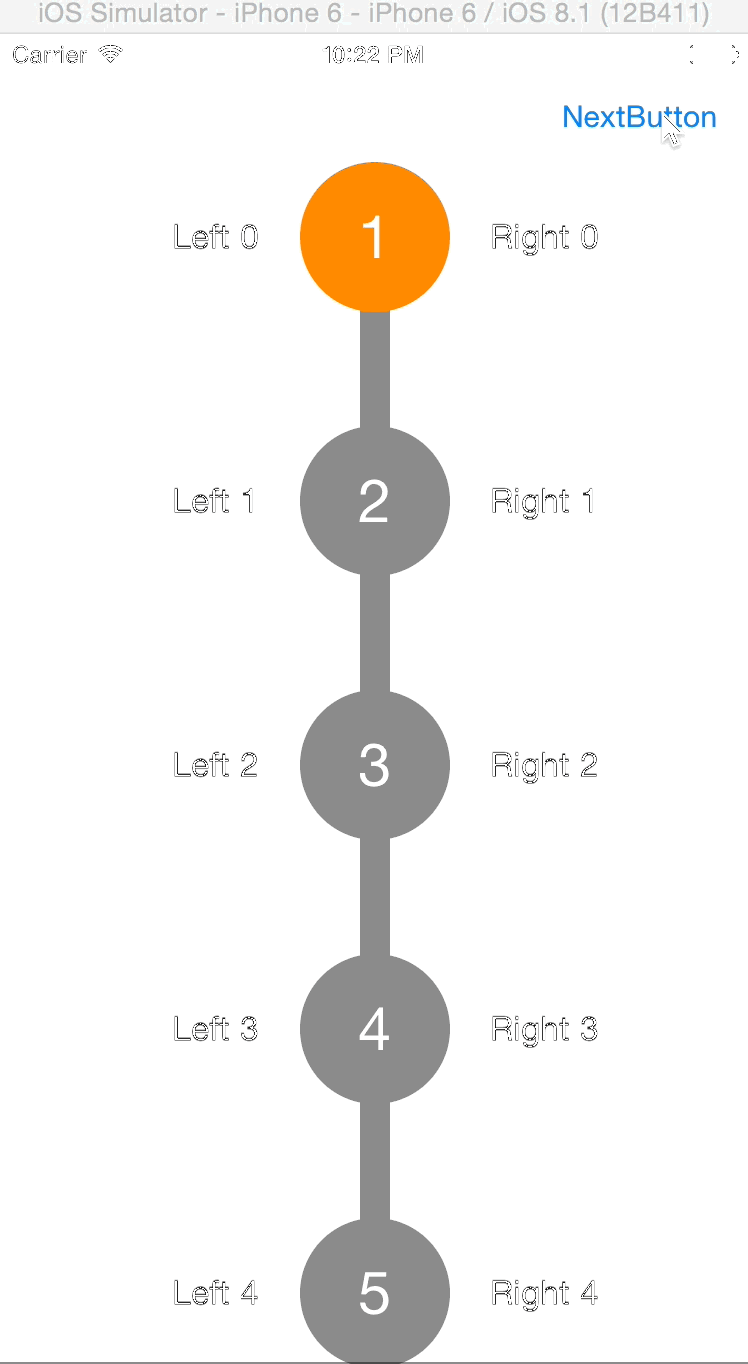 iOS Simulator - iPhone 6 - iPhone 6 / iOS 8.1 (12B411)
Carrier 10:22 PM
NextButton
Left 0 1 Right 0
Left 1 2 Right 1
Left 2 3 Right 2
Left 3 4 Right 3
Left 4 5 Right 4